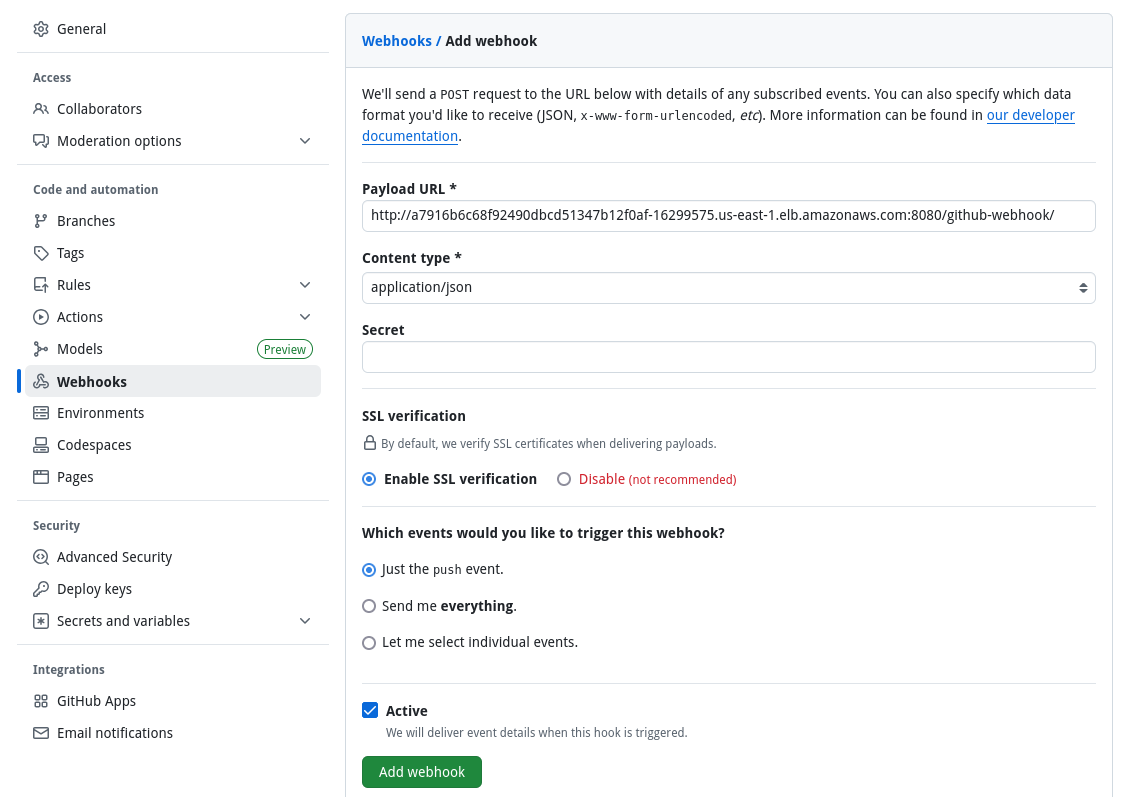 General
Access
Collaborators
Moderation options
Code and automation
Branches
Tags
Rules
Actions
Models
Preview
Webhooks
Environments
Codespaces
Pages
Security
Advanced Security
Deploy keys
Secrets and variables
Integrations
GitHub Apps
Email notifications
Webhooks / Add webhook
We'll send a POST request to the URL below with details of any subscribed events. You can also specify which data
format you'd like to receive (JSON, x-www-form-urlencoded, etc). More information can be found in our developer
documentation.
Payload URL *
http://a7916b6c68f92490dbcd51347b12f0af-16299575.us-east-1.elb.amazonaws.com:8080/github-webhook/
Content type *
application/json
Secret
SSL verification
By default, we verify SSL certificates when delivering payloads.
Enable SSL verification
Disable (not recommended)
Which events would you like to trigger this webhook?
Just the push event.
Send me everything.
Let me select individual events.
Active
We will deliver event details when this hook is triggered.
Add webhook